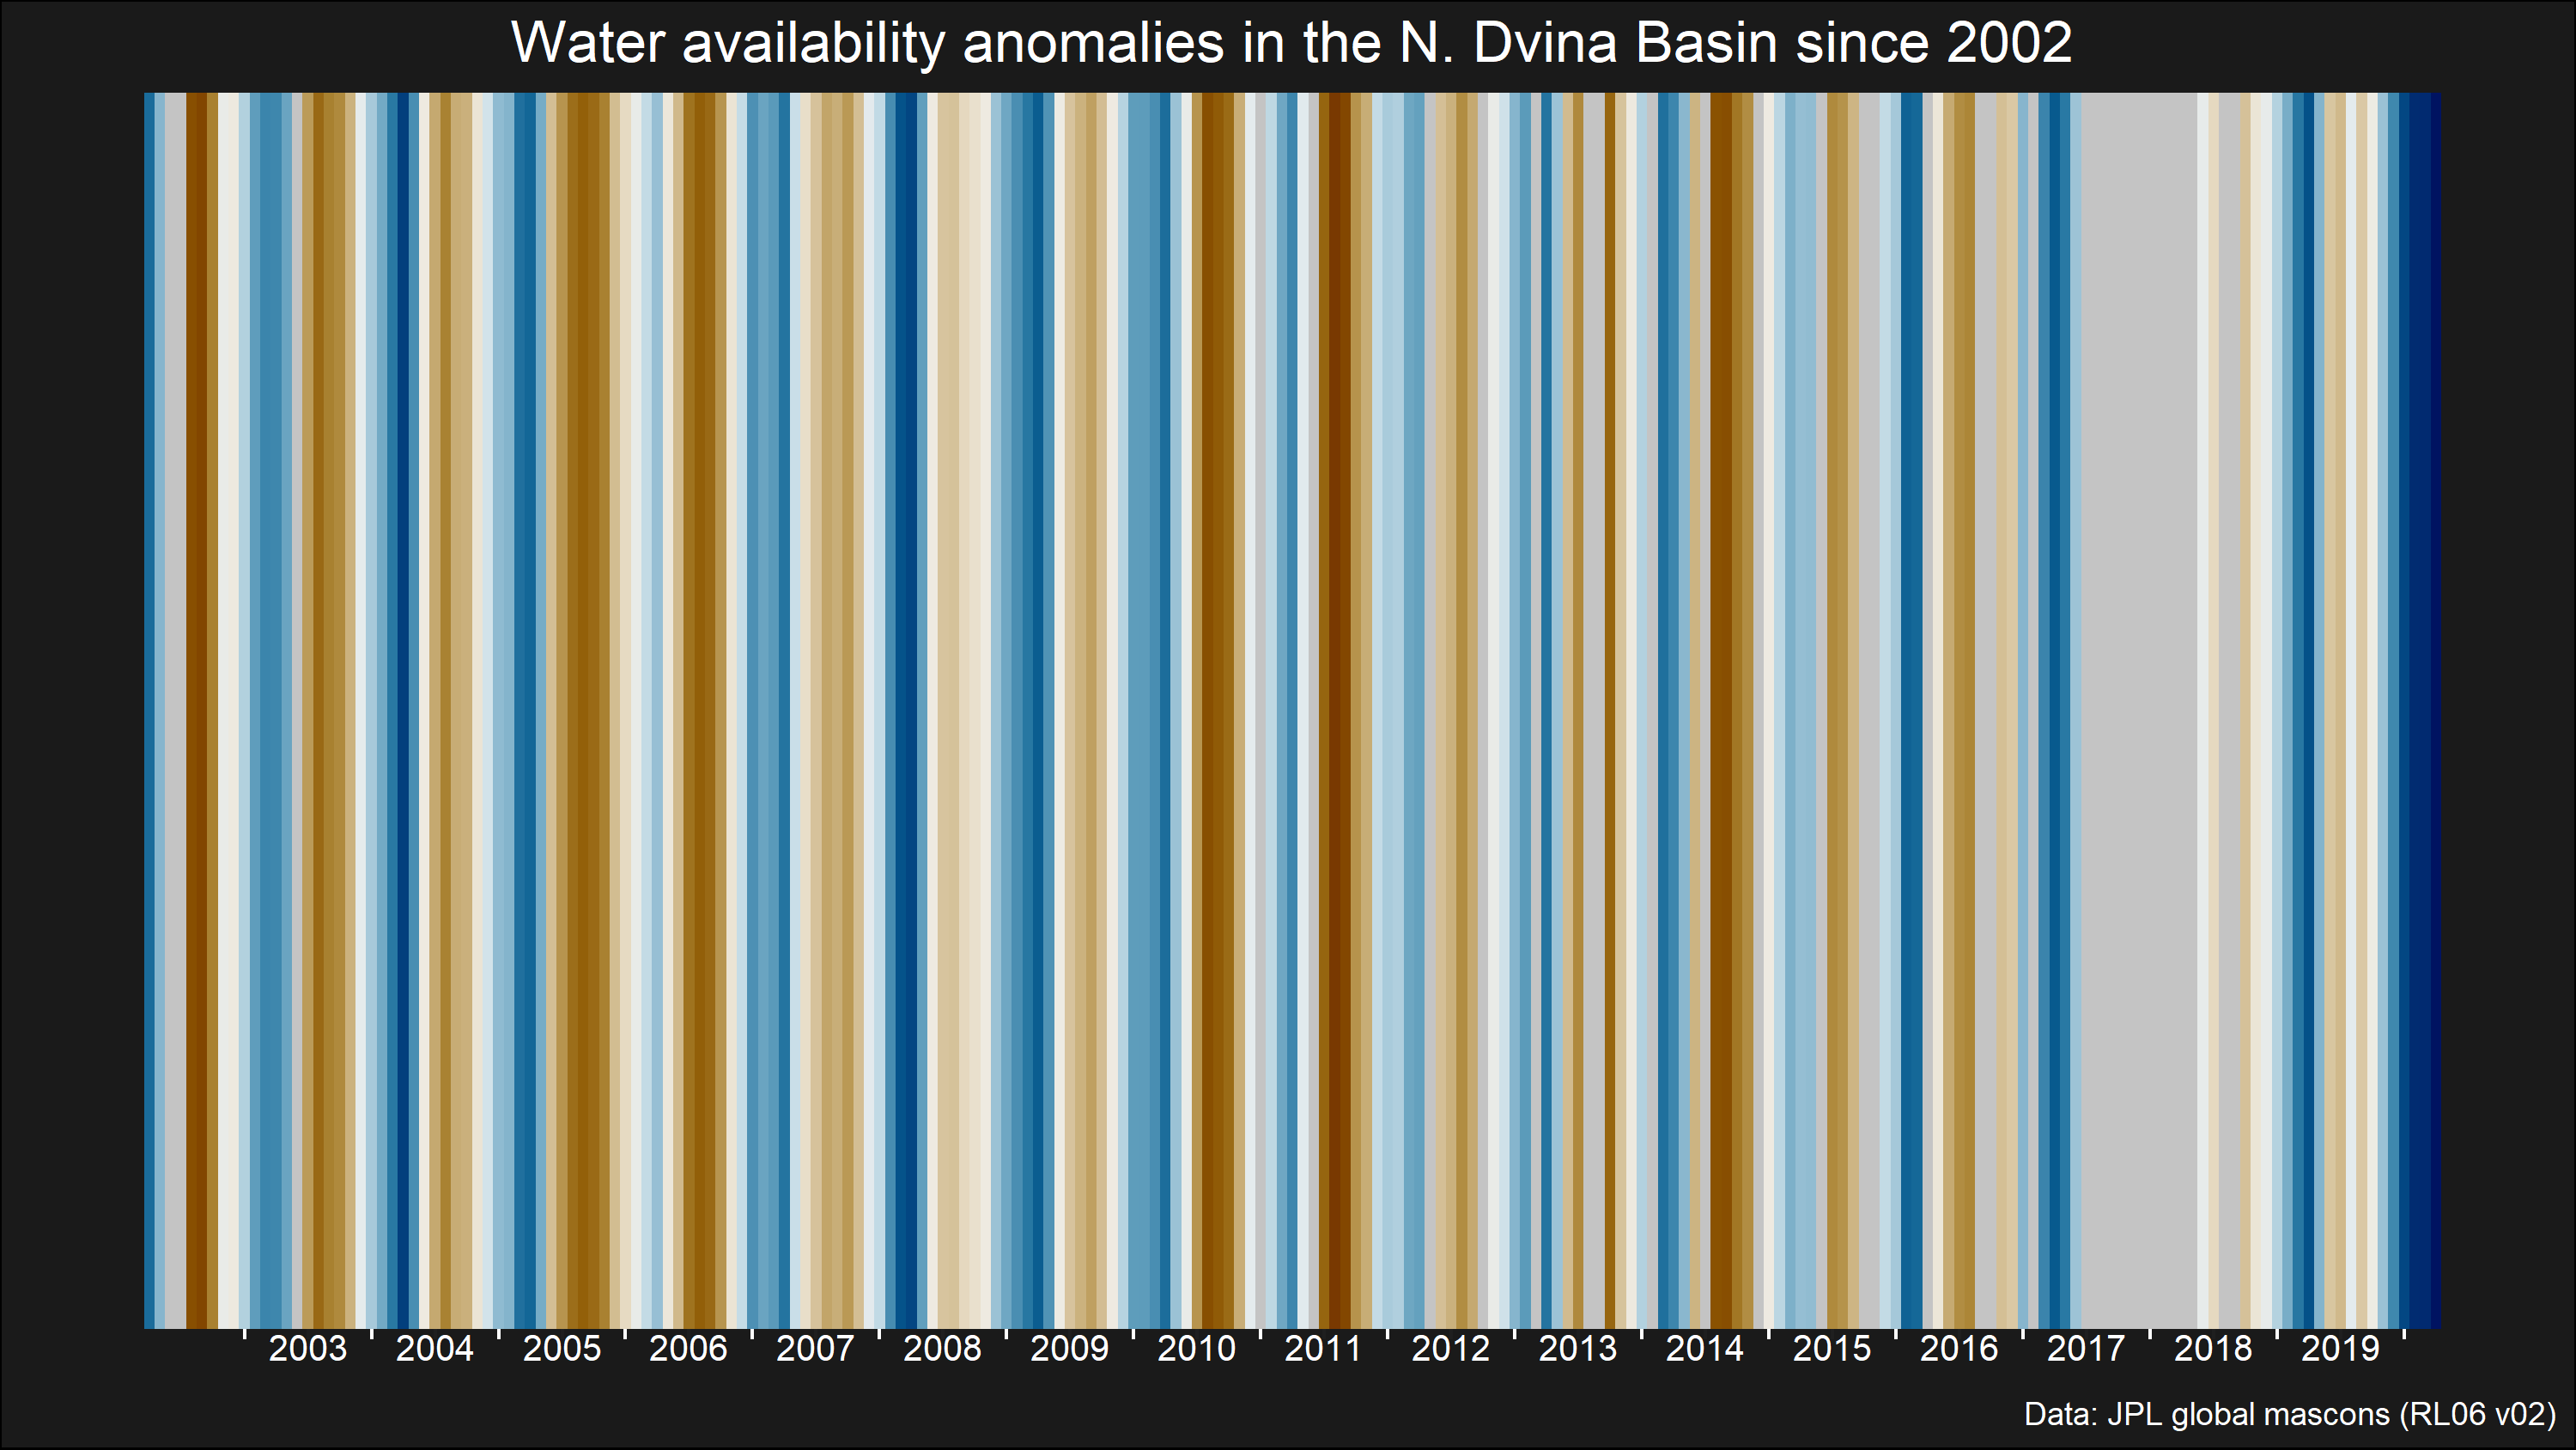 Water availability anomalies in the N. Dvina Basin since 2002
2003 2004 2005 2006 2007 2008 2009 2010 2011 2012 2013 2014 2015 2016 2017 2018 2019
Data: JPL global mascons (RL06 v02)